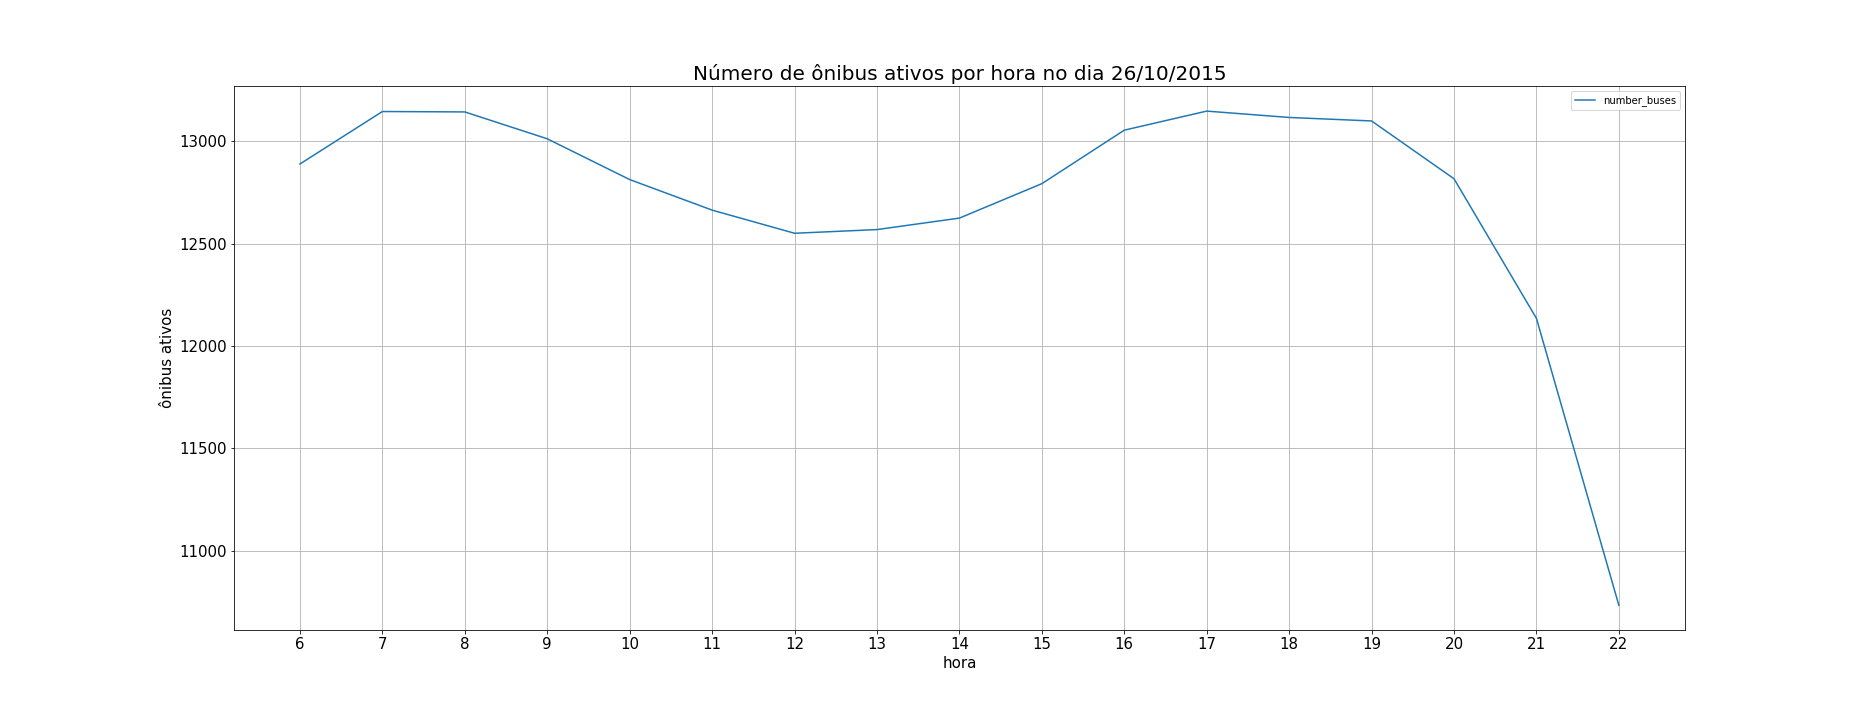 Número de ônibus ativos por hora no dia 26/10/2015
number_buses
13000
12500
12000
11500
11000
ônibus ativos
6 7 8 9 10 11 12 13 14 15 16 17 18 19 20 21 22
hora